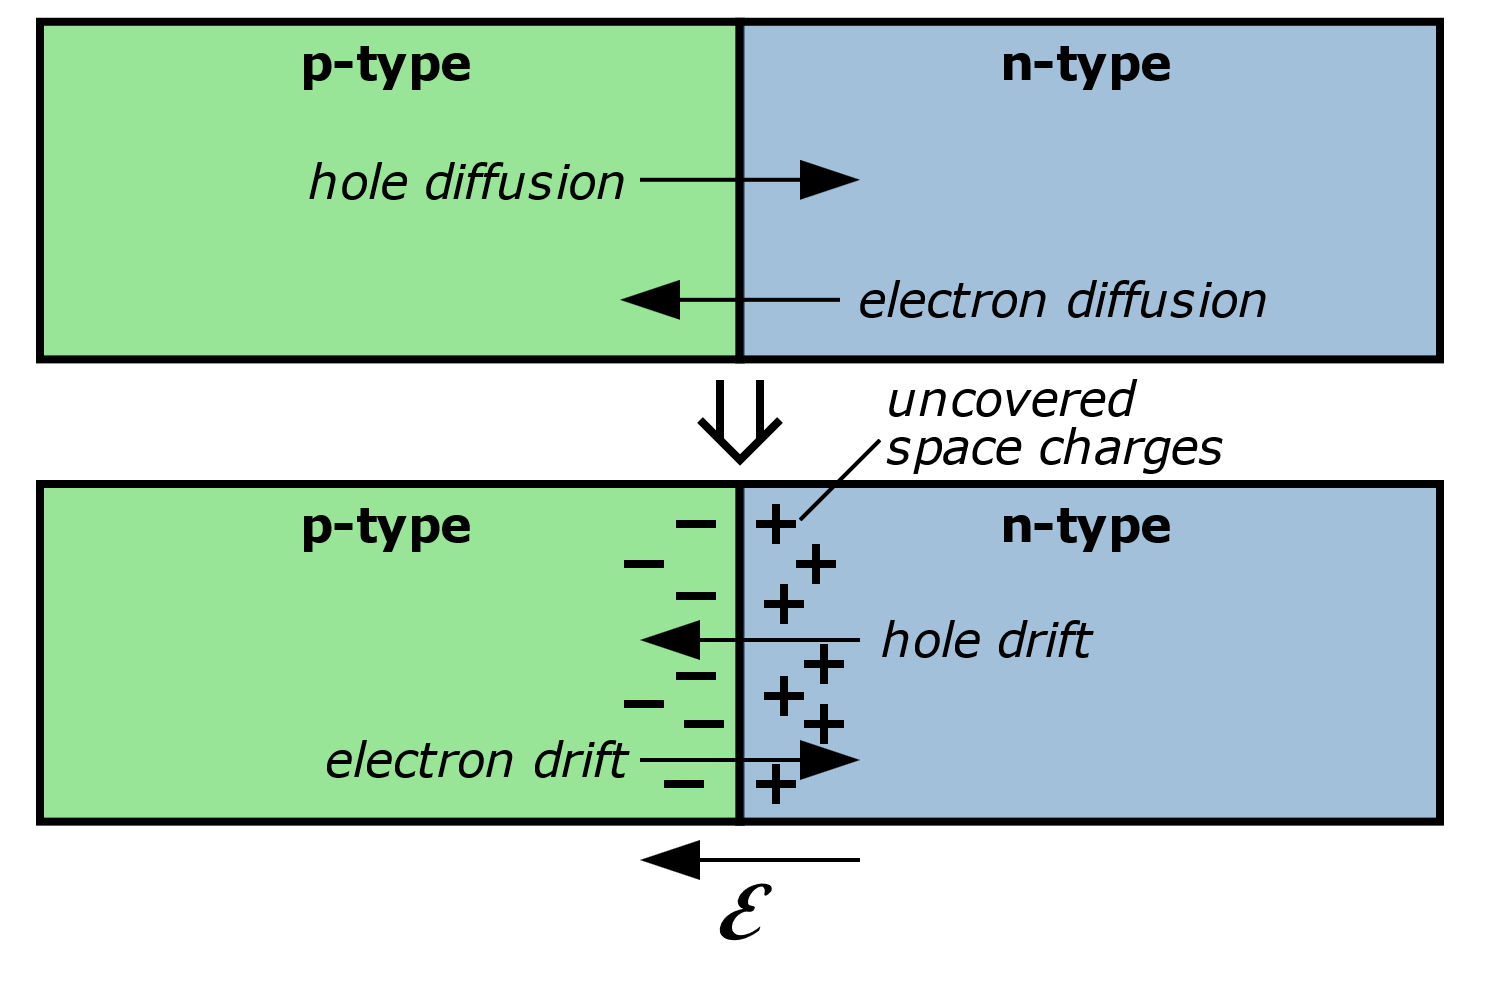 p-type
n-type
hole diffusion
electron diffusion
uncovered
space charges
p-type
n-type
hole drift
electron drift
ℰ